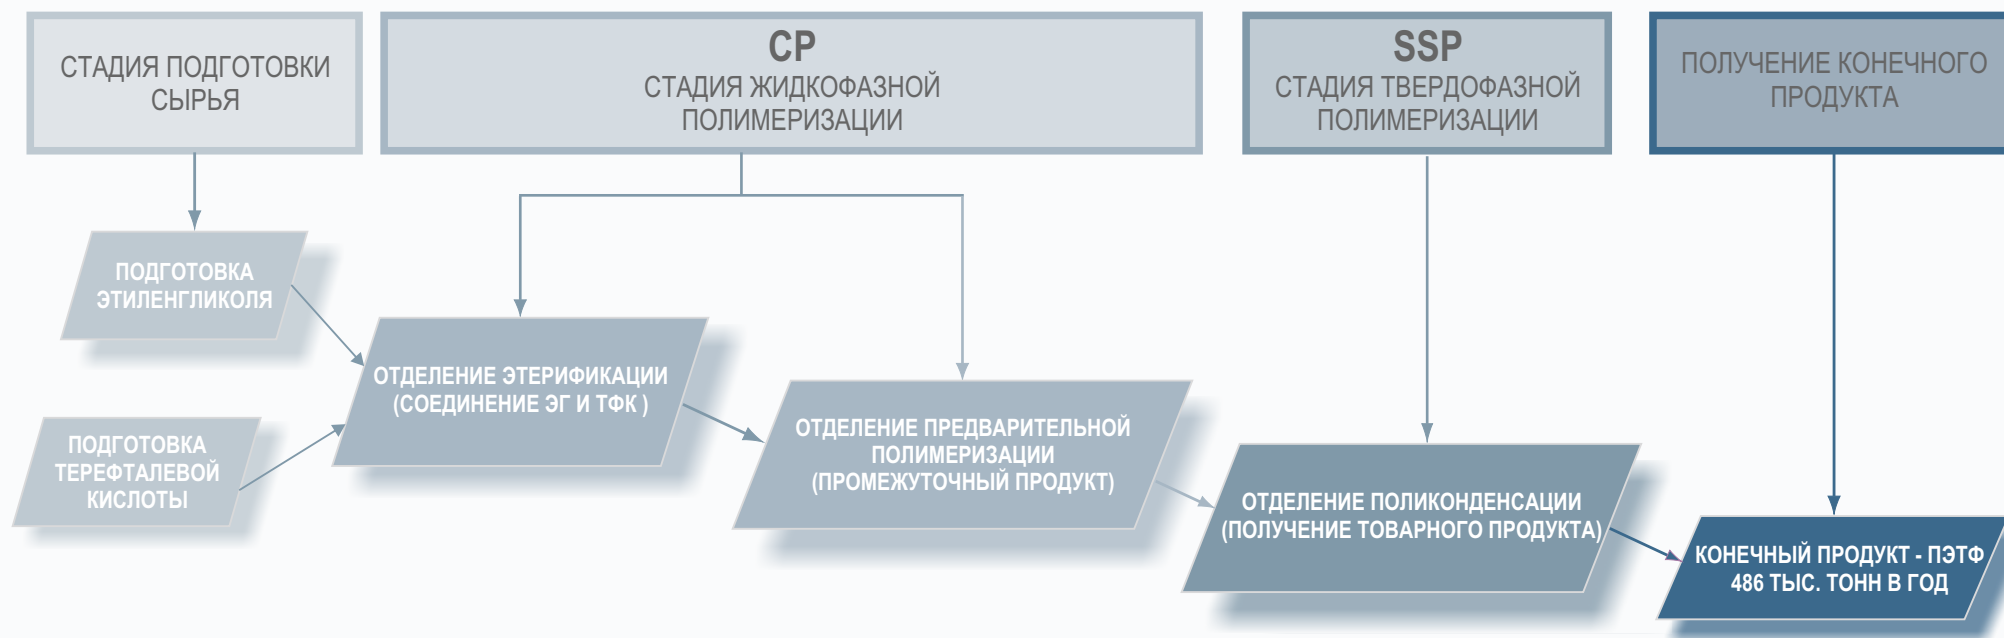 СТАДИЯ ПОДГОТОВКИ
СЫРЬЯ
CP
СТАДИЯ ЖИДКОФАЗНОЙ
ПОЛИМЕРИЗАЦИИ
SSP
СТАДИЯ ТВЕРДОФАЗНОЙ
ПОЛИМЕРИЗАЦИИ
ПОЛУЧЕНИЕ КОНЕЧНОГО
ПРОДУКТА
ПОДГОТОВКА
ЭТИЛЕНГЛИКОЛЯ
ПОДГОТОВКА
ТЕРЕФТАЛЕВОЙ
КИСЛОТЫ
ОТДЕЛЕНИЕ ЭТЕРИФИКАЦИИ
(СОЕДИНЕНИЕ ЭГ И ТФК )
ОТДЕЛЕНИЕ ПРЕДВАРИТЕЛЬНОЙ
ПОЛИМЕРИЗАЦИИ
(ПРОМЕЖУТОЧНЫЙ ПРОДУКТ)
ОТДЕЛЕНИЕ ПОЛИКОНДЕНСАЦИИ
(ПОЛУЧЕНИЕ ТОВАРНОГО ПРОДУКТА)
КОНЕЧНЫЙ ПРОДУКТ - ПЭТФ
486 ТЫС. ТОНН В ГОД